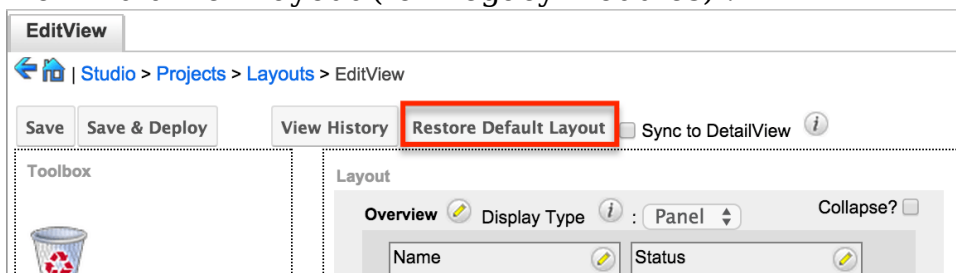 EditView
| Studio > Projects > Layouts > EditView
Save Save & Deploy View History Restore Default Layout Sync to DetailView i
Toolbox
Layout
Overview Display Type i : Panel Collapse?
Name Status